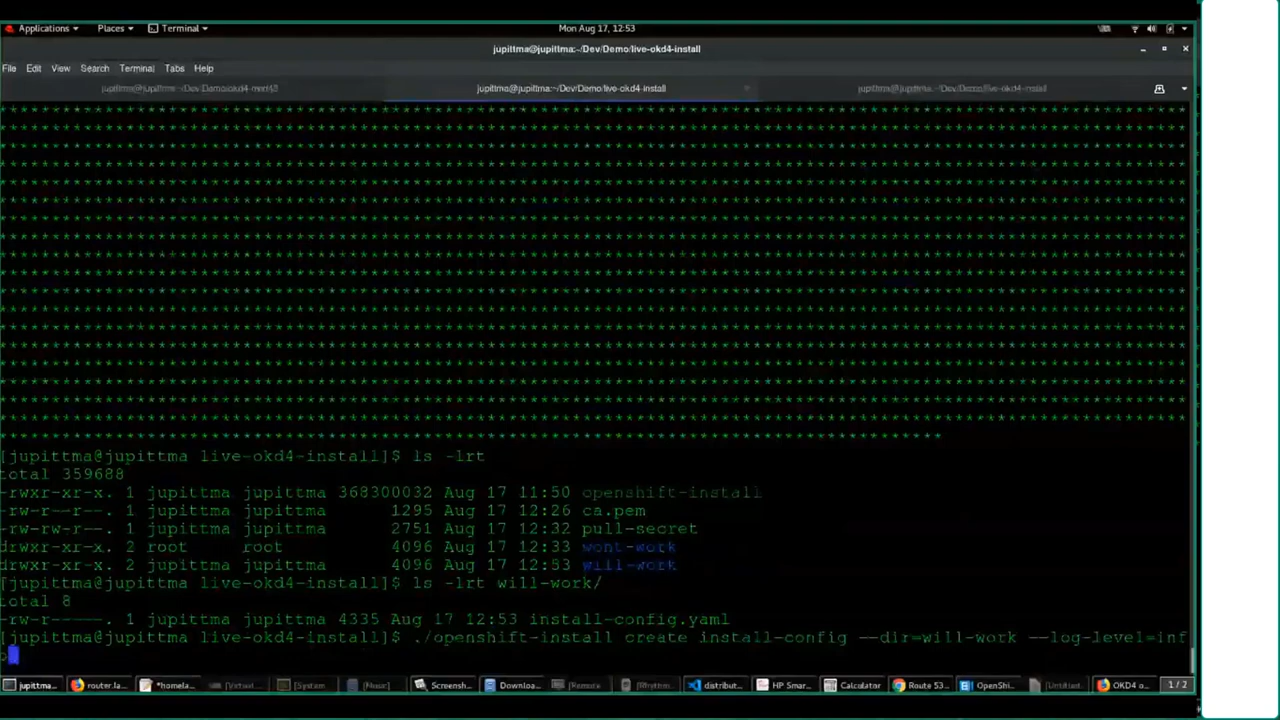 Applications Places Terminal Mon Aug 17, 12:53
jupittma@jupittma:~/Dev/Demo/live-okd4-install
File Edit View Search Terminal Tabs Help
jupittma@jupittma:~/Dev/Demo/live-okd4-install jupittma@jupittma:~/Dev/Demo/live-okd4-install
[jupittma@jupittma live-okd4-install]$ ls -lrt
total 359688
-rwxr-xr-x. 1 jupittma jupittma 368300032 Aug 17 11:50 openshift-install
-rw-r--r--. 1 jupittma jupittma 1295 Aug 17 12:26 ca.pem
-rw-rw-r--. 1 jupittma jupittma 2751 Aug 17 12:32 pull-secret
drwxr-xr-x. 2 root root 4096 Aug 17 12:33 wont-work
drwxr-xr-x. 2 jupittma jupittma 4096 Aug 17 12:53 will-work
[jupittma@jupittma live-okd4-install]$ ls -lrt will-work/
total 8
-rw-r-----. 1 jupittma jupittma 4335 Aug 17 12:53 install-config.yaml
[jupittma@jupittma live-okd4-install]$ ./openshift-install create install-config --dir=will-work --log-level=inf
o
jupittma... router.la... *homela... [Virtual... [System [Music] Screensh... Downloa... [Remote [Rhythm... distribut... HP Smar... Calculator Route 53... OpenShi... [Untitled... OKD4 o... 1 / 2